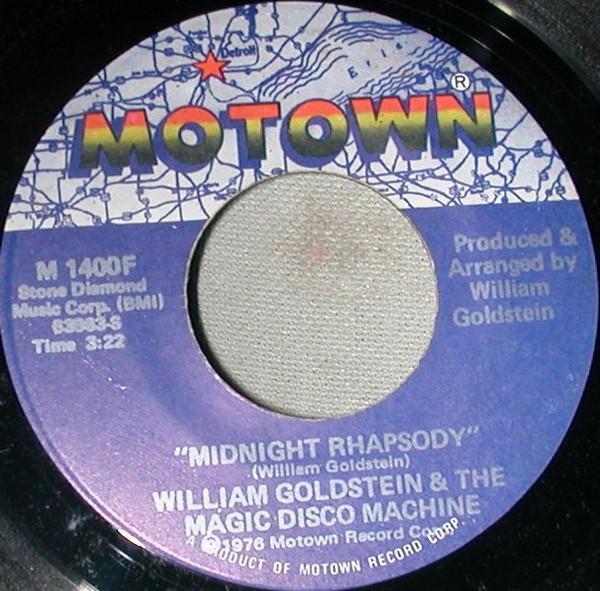 Detroit
Erie
MOTOWN®
M 1400F
Stone Diamond
Music Corp. (BMI)
Time 3:22
Produced &
Arranged by
William
Goldstein
"MIDNIGHT RHAPSODY"
(William Goldstein)
WILLIAM GOLDSTEIN & THE
MAGIC DISCO MACHINE
℗1976 Motown Record Corp.
A PRODUCT OF MOTOWN RECORD CORP.